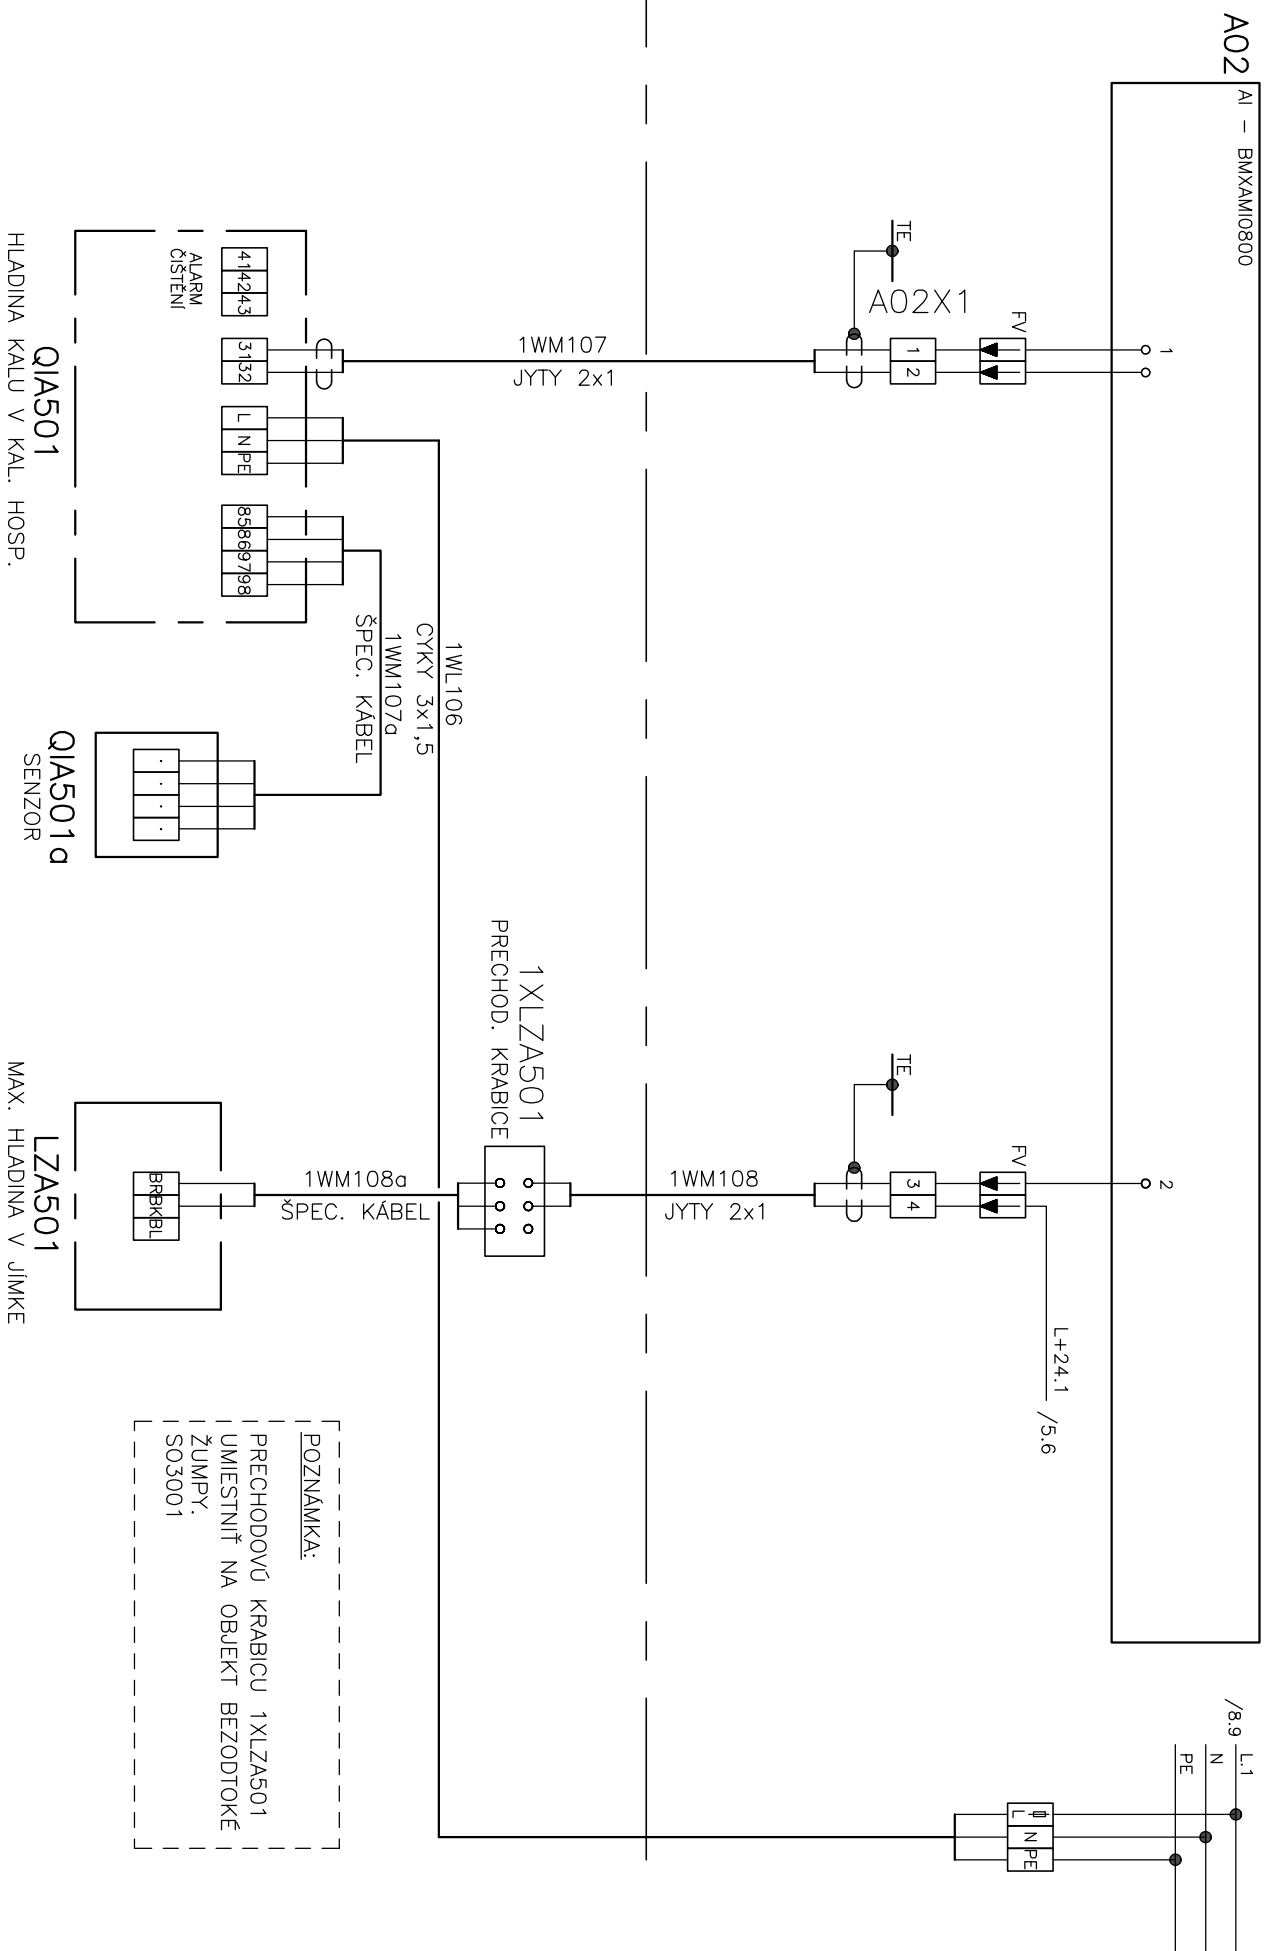 A02
AI - BMXAMI0800
1
2
/8.9
L.1
N
PE
FV
FV
L+24.1
/5.6
TE
A02X1
1
2
TE
3
4
L
N
PE
1WM107
JYTY 2x1
1WM108
JYTY 2x1
1XLZA501
PRECHOD. KRABICE
1WL106
CYKY 3x1,5
1WM107a
ŠPEC. KÁBEL
1WM108a
ŠPEC. KÁBEL
41
42
43
31
32
L
N
PE
85
86
97
98
ALARM
ČIŠTĚNÍ
.
.
.
.
BR
BK
BL
QIA501
HLADINA KALU V KAL. HOSP.
QIA501a
SENZOR
LZA501
MAX. HLADINA V JÍMKE
POZNÁMKA:
PRECHODOVÚ KRABICU 1XLZA501
UMIESTNIŤ NA OBJEKT BEZODTOKÉ
ŽUMPY.
SO3001